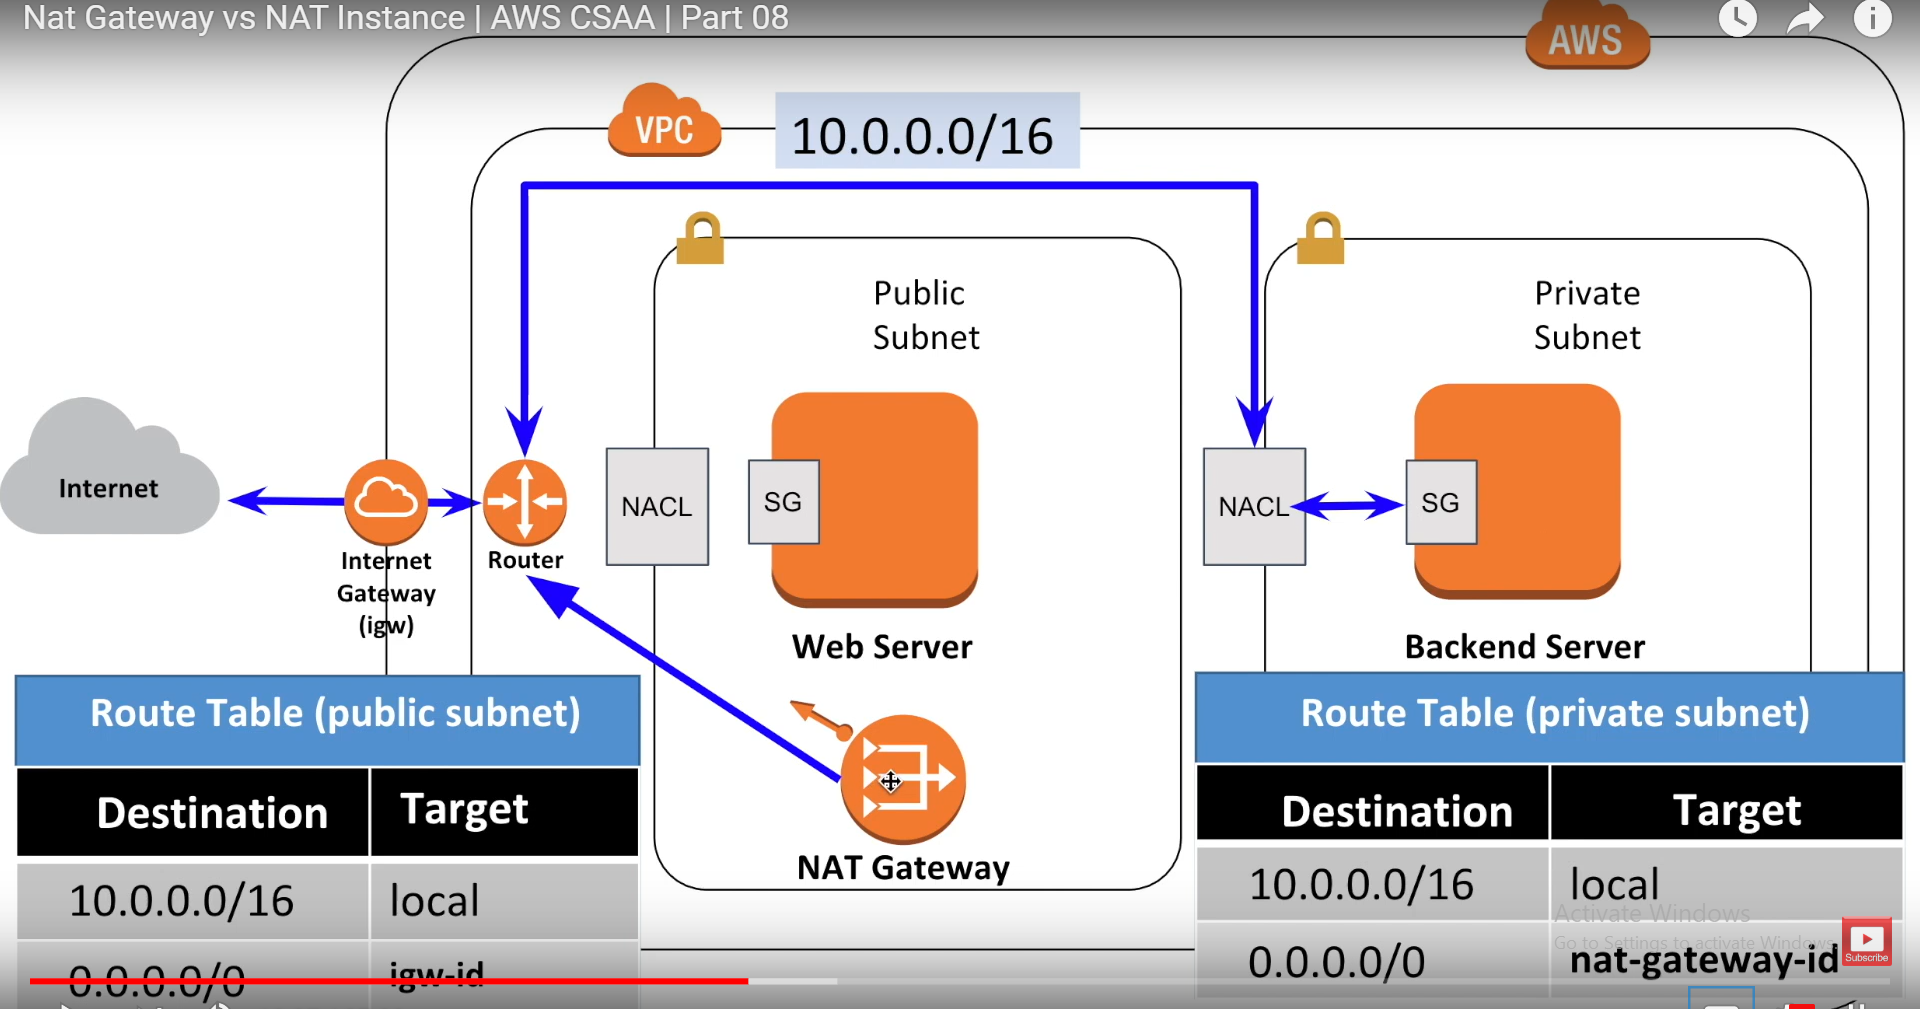 Nat Gateway vs NAT Instance | AWS CSAA | Part 08
AWS
VPC
10.0.0.0/16
Public
Subnet
Private
Subnet
Internet
NACL
SG
NACL
SG
Internet
Gateway
(igw)
Router
Web Server
Backend Server
NAT Gateway
Route Table (public subnet)
Destination
Target
10.0.0.0/16
local
0.0.0.0/0
igw-id
Route Table (private subnet)
Destination
Target
10.0.0.0/16
local
0.0.0.0/0
nat-gateway-id
Activate Windows
Go to Settings to activate Windows.
Subscribe